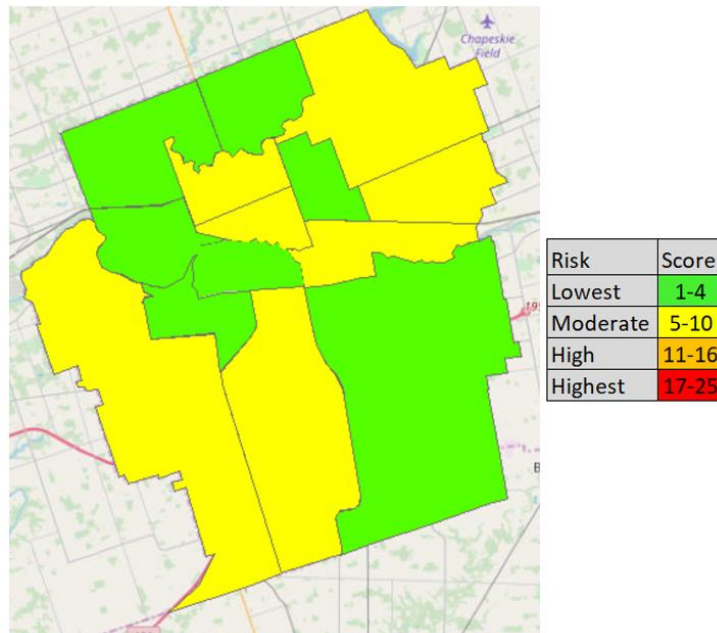 Chapeskie
Field
Risk Score
Lowest 1-4
Moderate 5-10
High 11-16
Highest 17-25
B